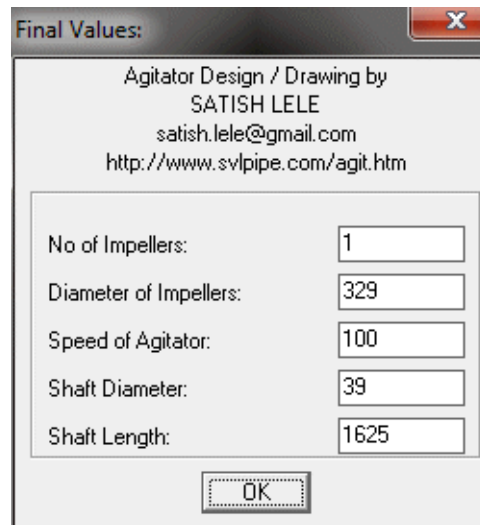 Final Values:
x
Agitator Design / Drawing by
SATISH LELE
satish.lele@gmail.com
http://www.svlpipe.com/agit.htm
No of Impellers: 1
Diameter of Impellers: 329
Speed of Agitator: 100
Shaft Diameter: 39
Shaft Length: 1625
OK